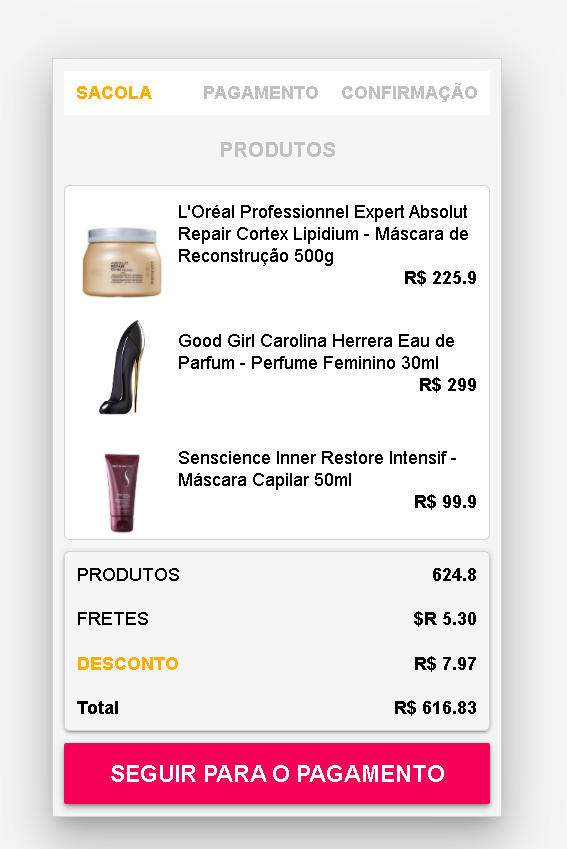 SACOLA PAGAMENTO CONFIRMAÇÃO
PRODUTOS
L'Oréal Professionnel Expert Absolut
Repair Cortex Lipidium - Máscara de
Reconstrução 500g
R$ 225.9
Good Girl Carolina Herrera Eau de
Parfum - Perfume Feminino 30ml
R$ 299
Senscience Inner Restore Intensif -
Máscara Capilar 50ml
R$ 99.9
PRODUTOS 624.8
FRETES $R 5.30
DESCONTO R$ 7.97
Total R$ 616.83
SEGUIR PARA O PAGAMENTO